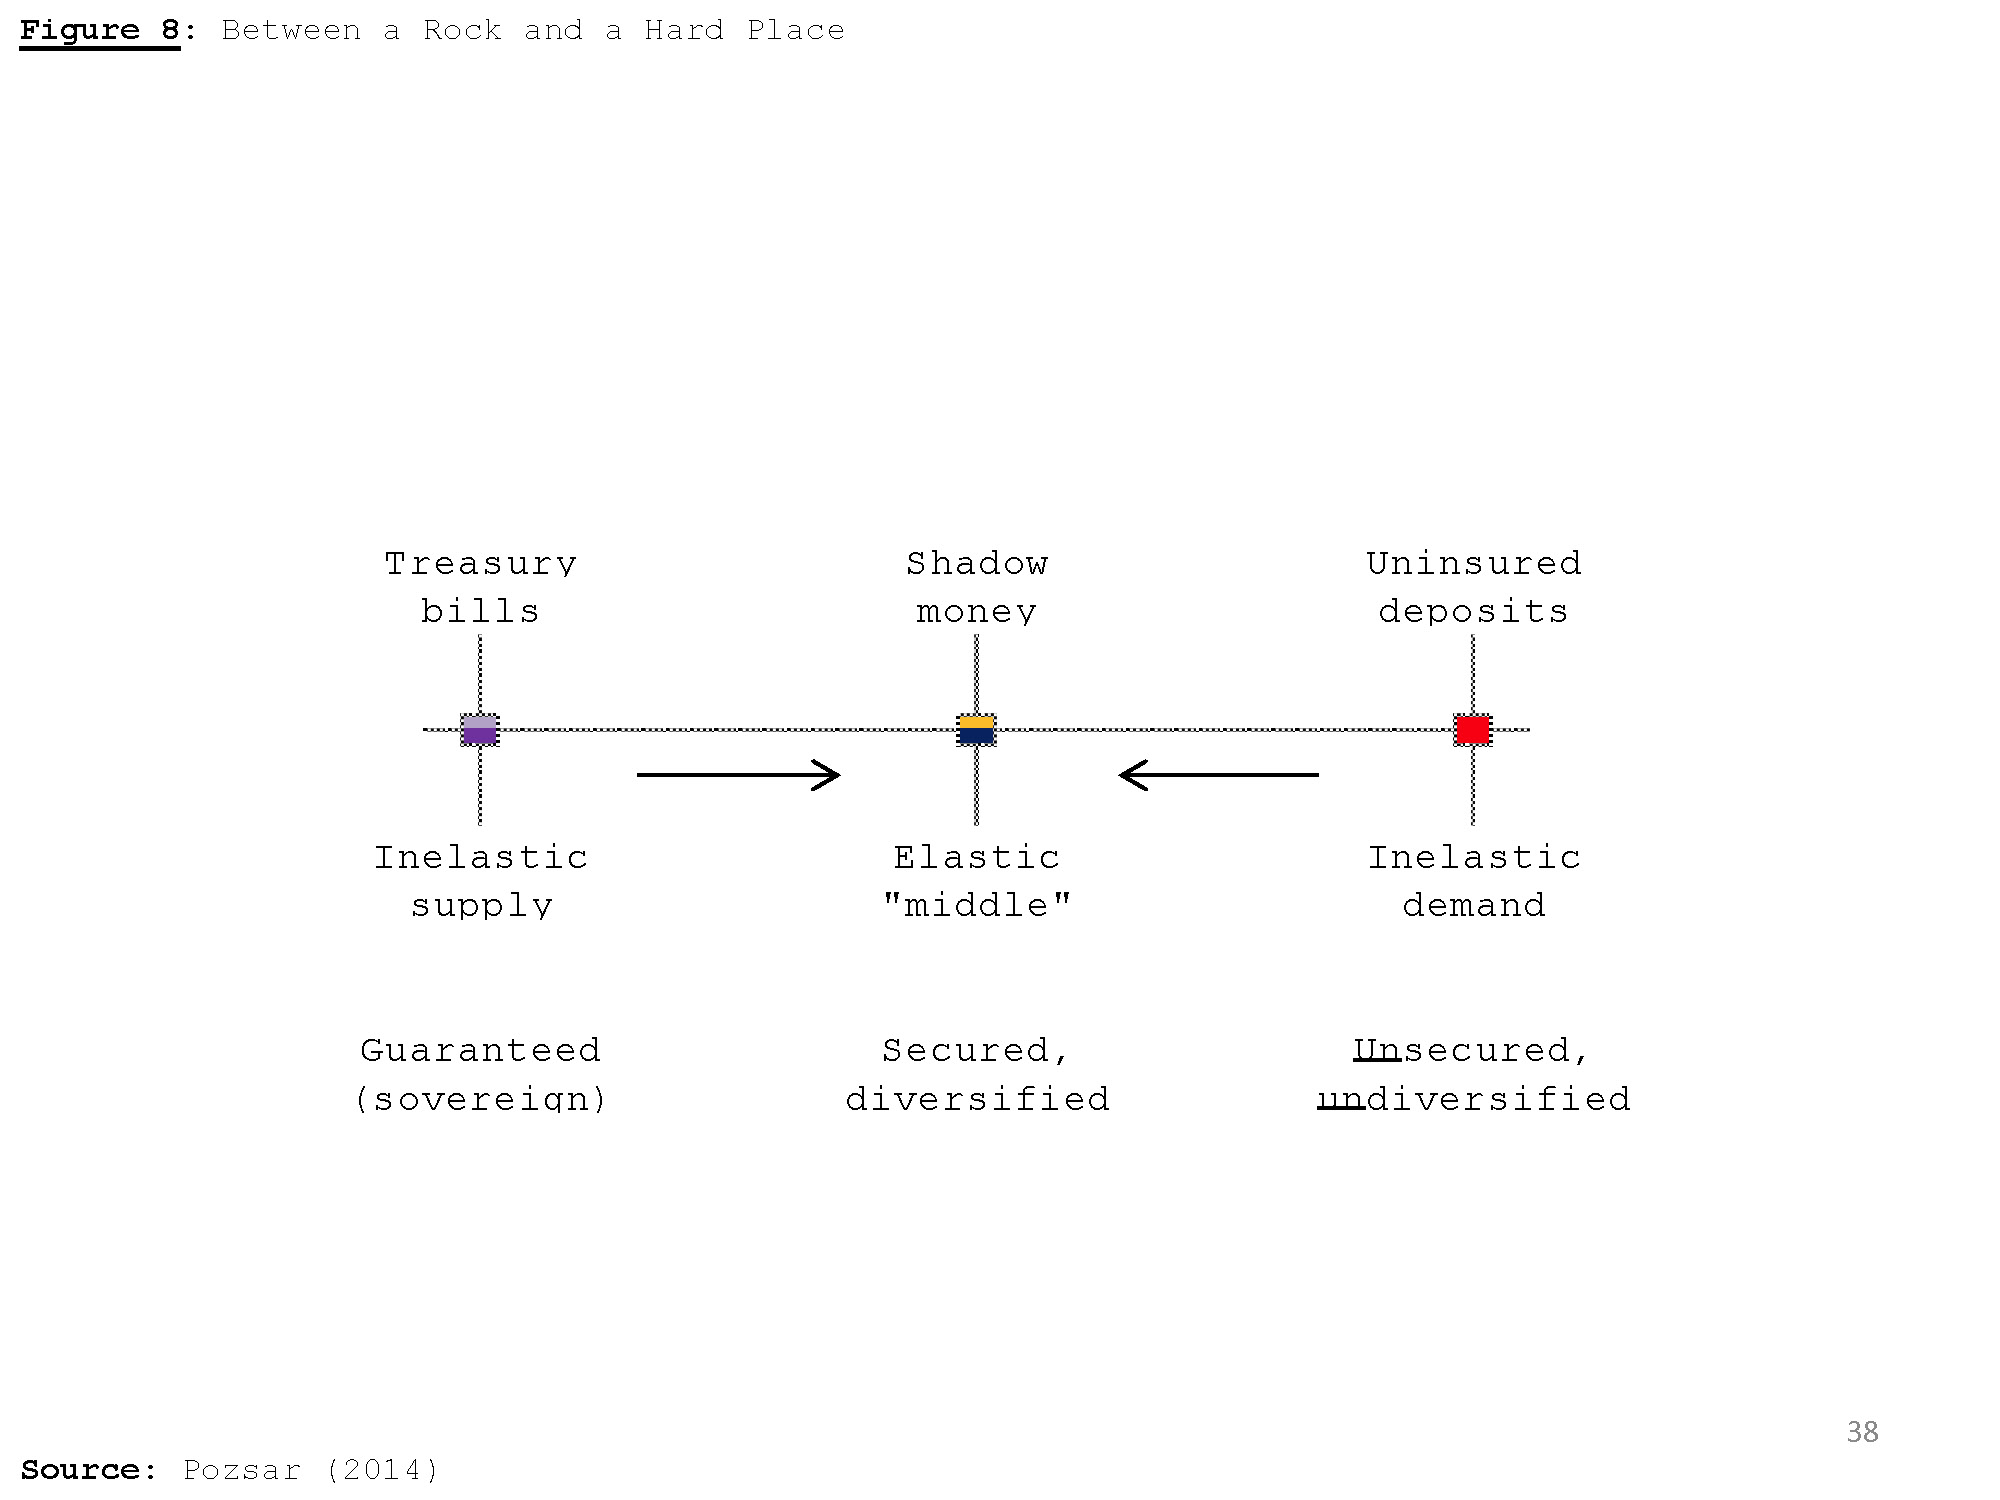 Figure 8: Between a Rock and a Hard Place
Treasury
bills
Shadow
money
Uninsured
deposits
Inelastic
supply
Elastic
"middle"
Inelastic
demand
Guaranteed
(sovereign)
Secured,
diversified
Unsecured,
undiversified
38
Source: Pozsar (2014)